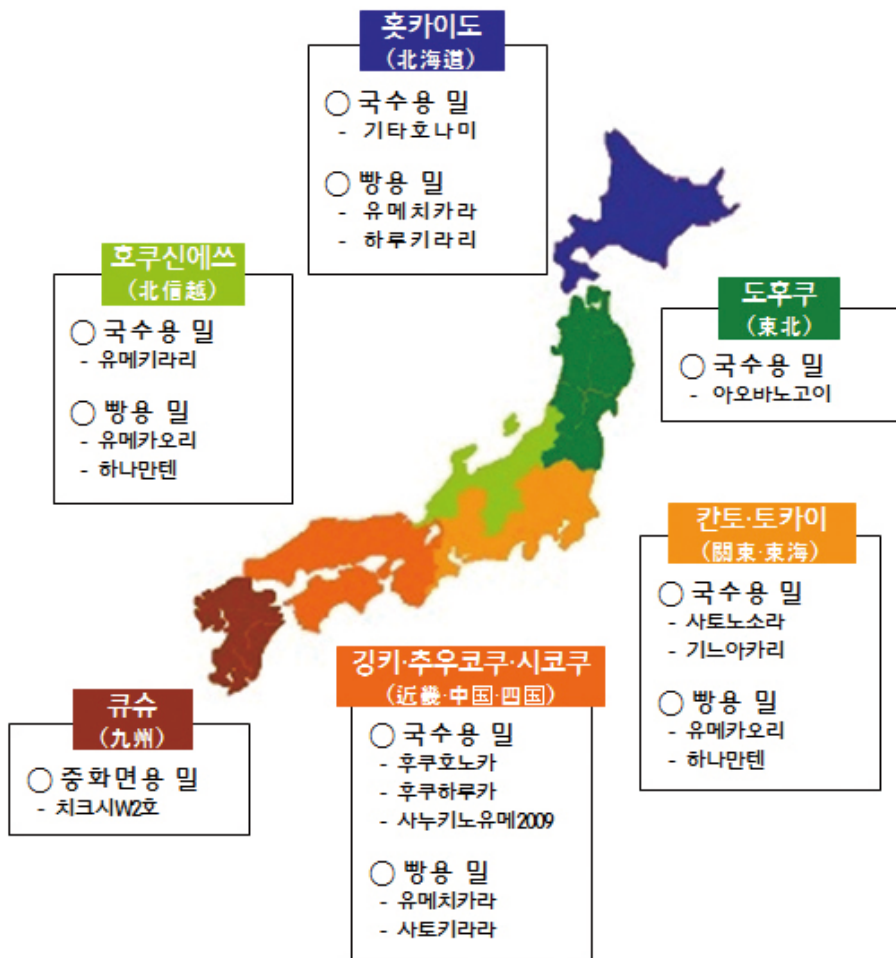 홋카이도
(北海道)
○ 국수용 밀
- 기타호나미
○ 빵용 밀
- 유메치카라
- 하루키라리
호쿠신에쓰
(北信越)
○ 국수용 밀
- 유메키라리
○ 빵용 밀
- 유메카오리
- 하나만텐
도후쿠
(東北)
○ 국수용 밀
- 아오바노고이
칸토·토카이
(關東·東海)
○ 국수용 밀
- 사토노소라
- 기느아카리
○ 빵용 밀
- 유메카오리
- 하나만텐
깅키·추우코쿠·시코쿠
(近畿·中国·四国)
○ 국수용 밀
- 후쿠호노카
- 후쿠하루카
- 사누키노유메2009
○ 빵용 밀
- 유메치카라
- 사토키라라
큐슈
(九州)
○ 중화면용 밀
- 치크시W2호